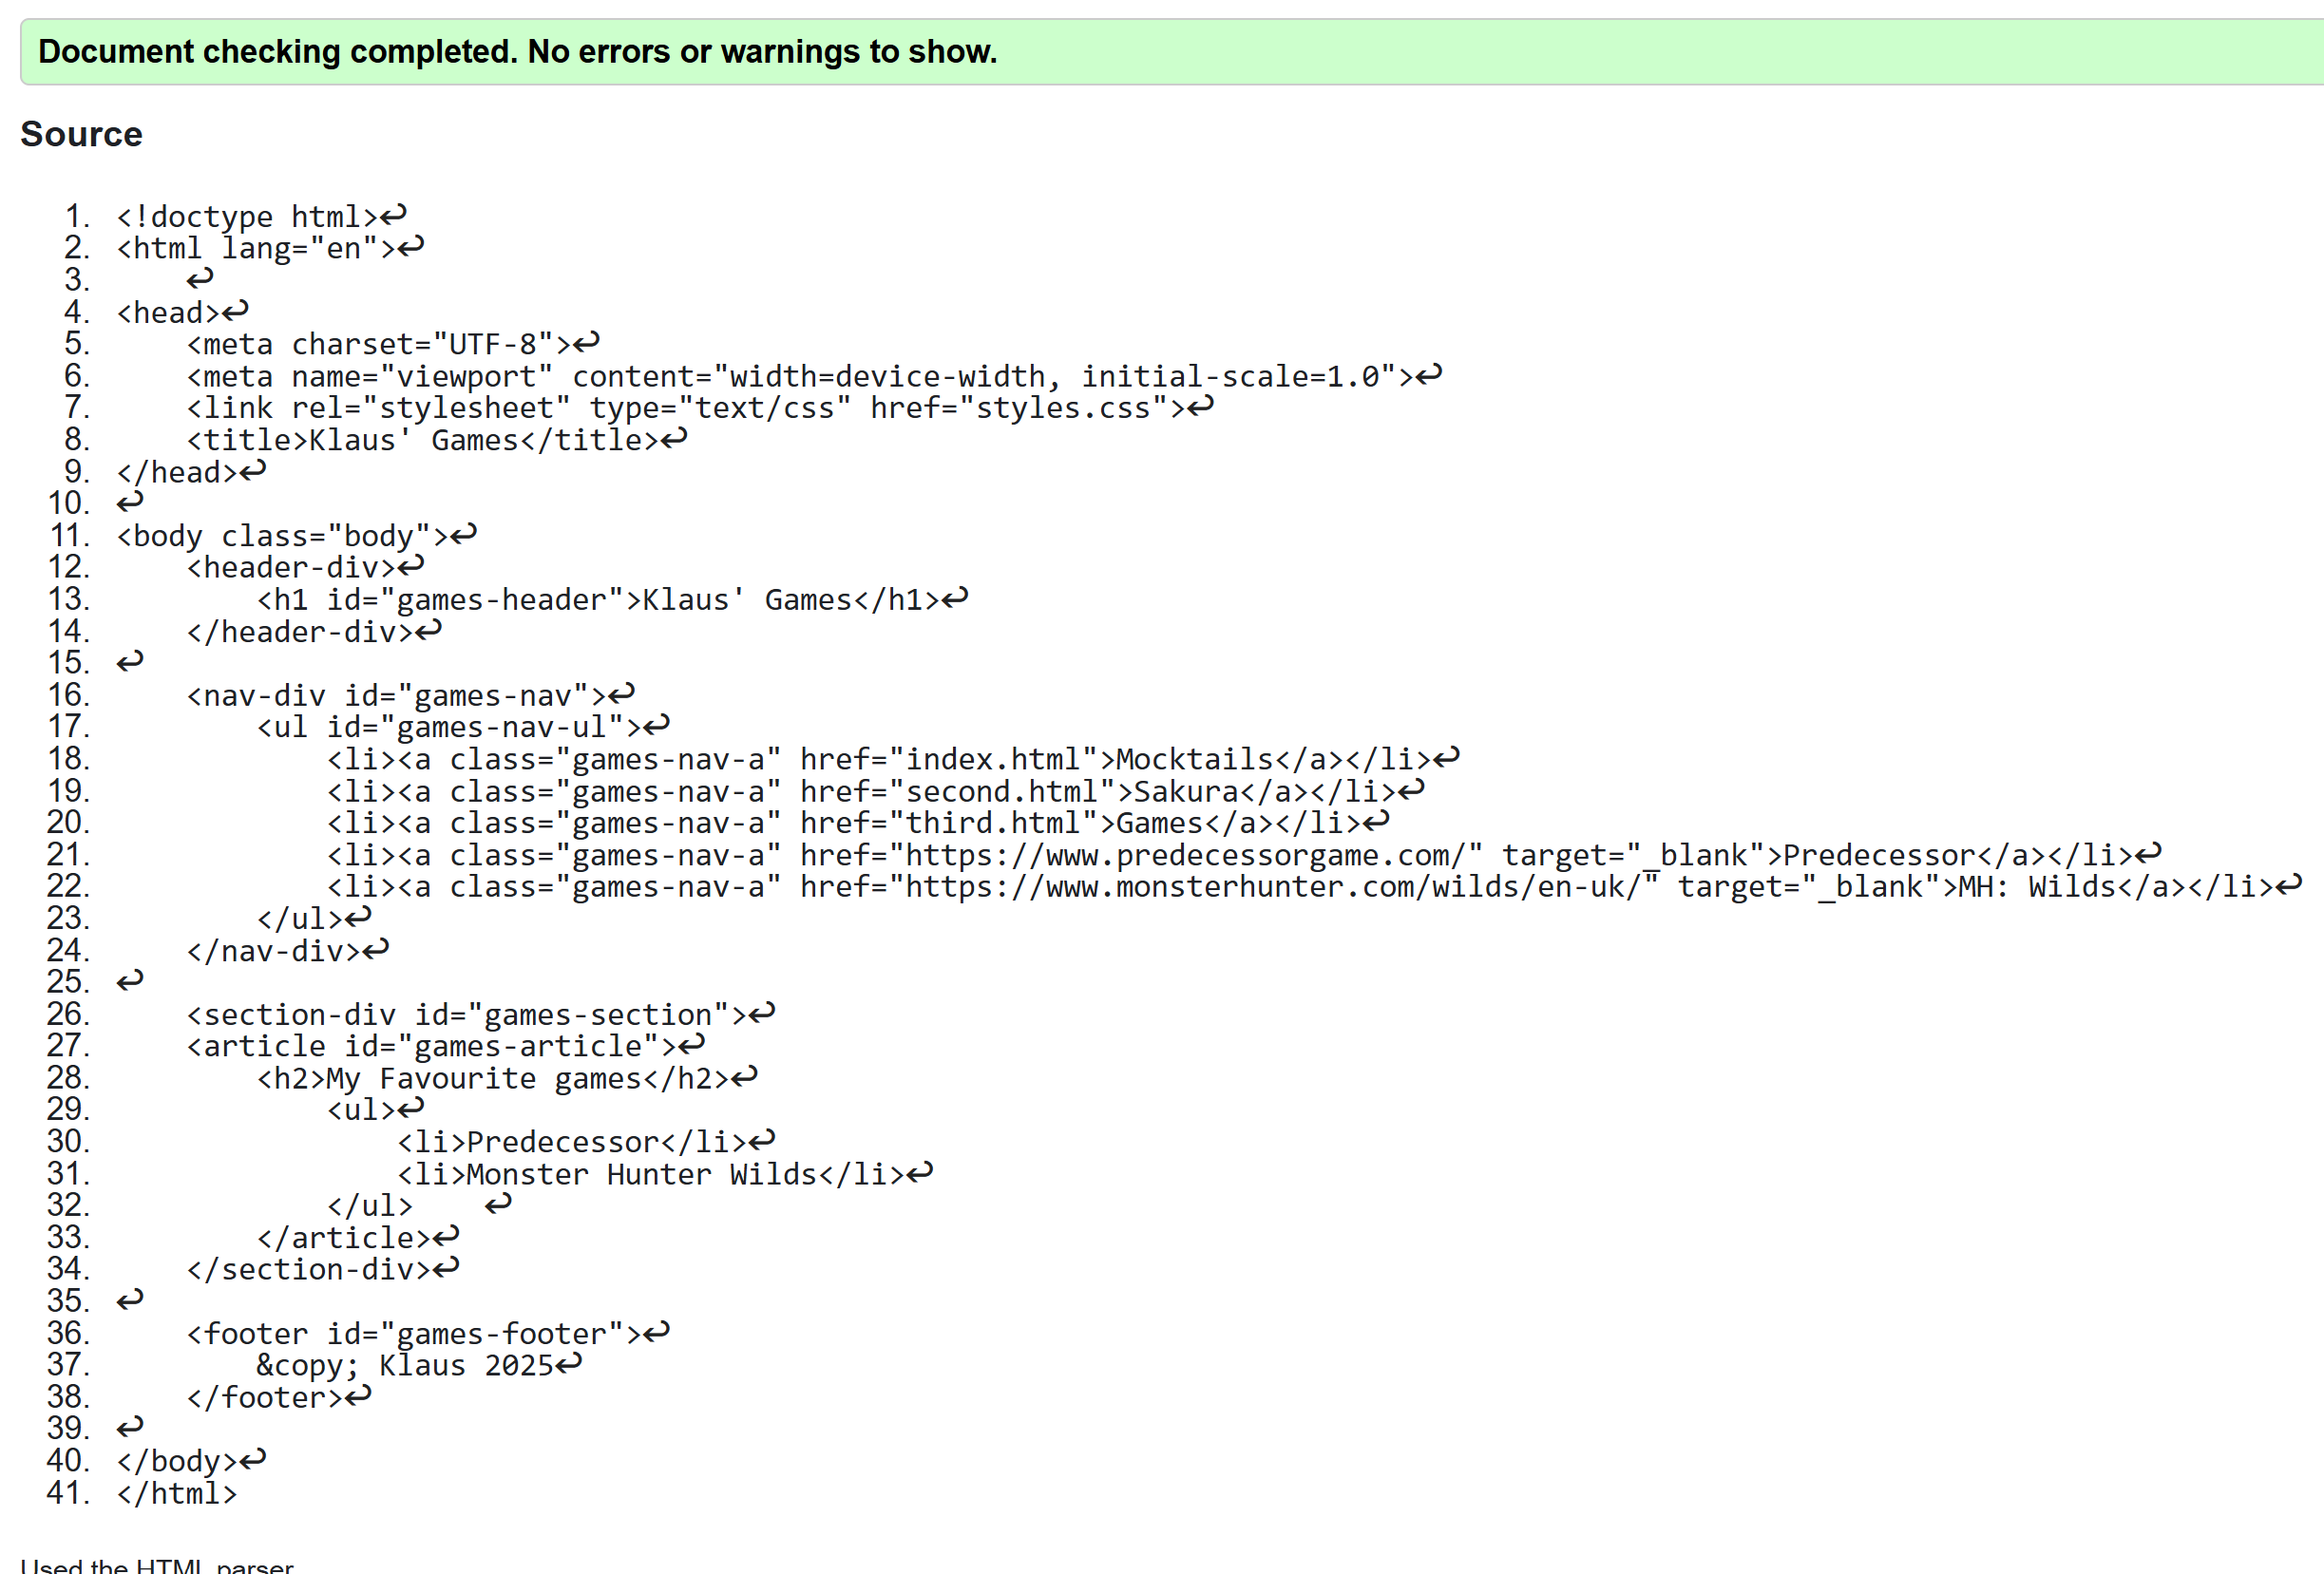 Document checking completed. No errors or warnings to show.
Source
1. <!doctype html>↩
2. <html lang="en">↩
3.     ↩
4. <head>↩
5.     <meta charset="UTF-8">↩
6.     <meta name="viewport" content="width=device-width, initial-scale=1.0">↩
7.     <link rel="stylesheet" type="text/css" href="styles.css">↩
8.     <title>Klaus' Games</title>↩
9. </head>↩
10. ↩
11. <body class="body">↩
12.     <header-div>↩
13.         <h1 id="games-header">Klaus' Games</h1>↩
14.     </header-div>↩
15. ↩
16.     <nav-div id="games-nav">↩
17.         <ul id="games-nav-ul">↩
18.             <li><a class="games-nav-a" href="index.html">Mocktails</a></li>↩
19.             <li><a class="games-nav-a" href="second.html">Sakura</a></li>↩
20.             <li><a class="games-nav-a" href="third.html">Games</a></li>↩
21.             <li><a class="games-nav-a" href="https://www.predecessorgame.com/" target="_blank">Predecessor</a></li>↩
22.             <li><a class="games-nav-a" href="https://www.monsterhunter.com/wilds/en-uk/" target="_blank">MH: Wilds</a></li>↩
23.         </ul>↩
24.     </nav-div>↩
25. ↩
26.     <section-div id="games-section">↩
27.     <article id="games-article">↩
28.         <h2>My Favourite games</h2>↩
29.             <ul>↩
30.                 <li>Predecessor</li>↩
31.                 <li>Monster Hunter Wilds</li>↩
32.             </ul>    ↩
33.         </article>↩
34.     </section-div>↩
35. ↩
36.     <footer id="games-footer">↩
37.         &copy; Klaus 2025↩
38.     </footer>↩
39. ↩
40. </body>↩
41. </html>
Used the HTML parser